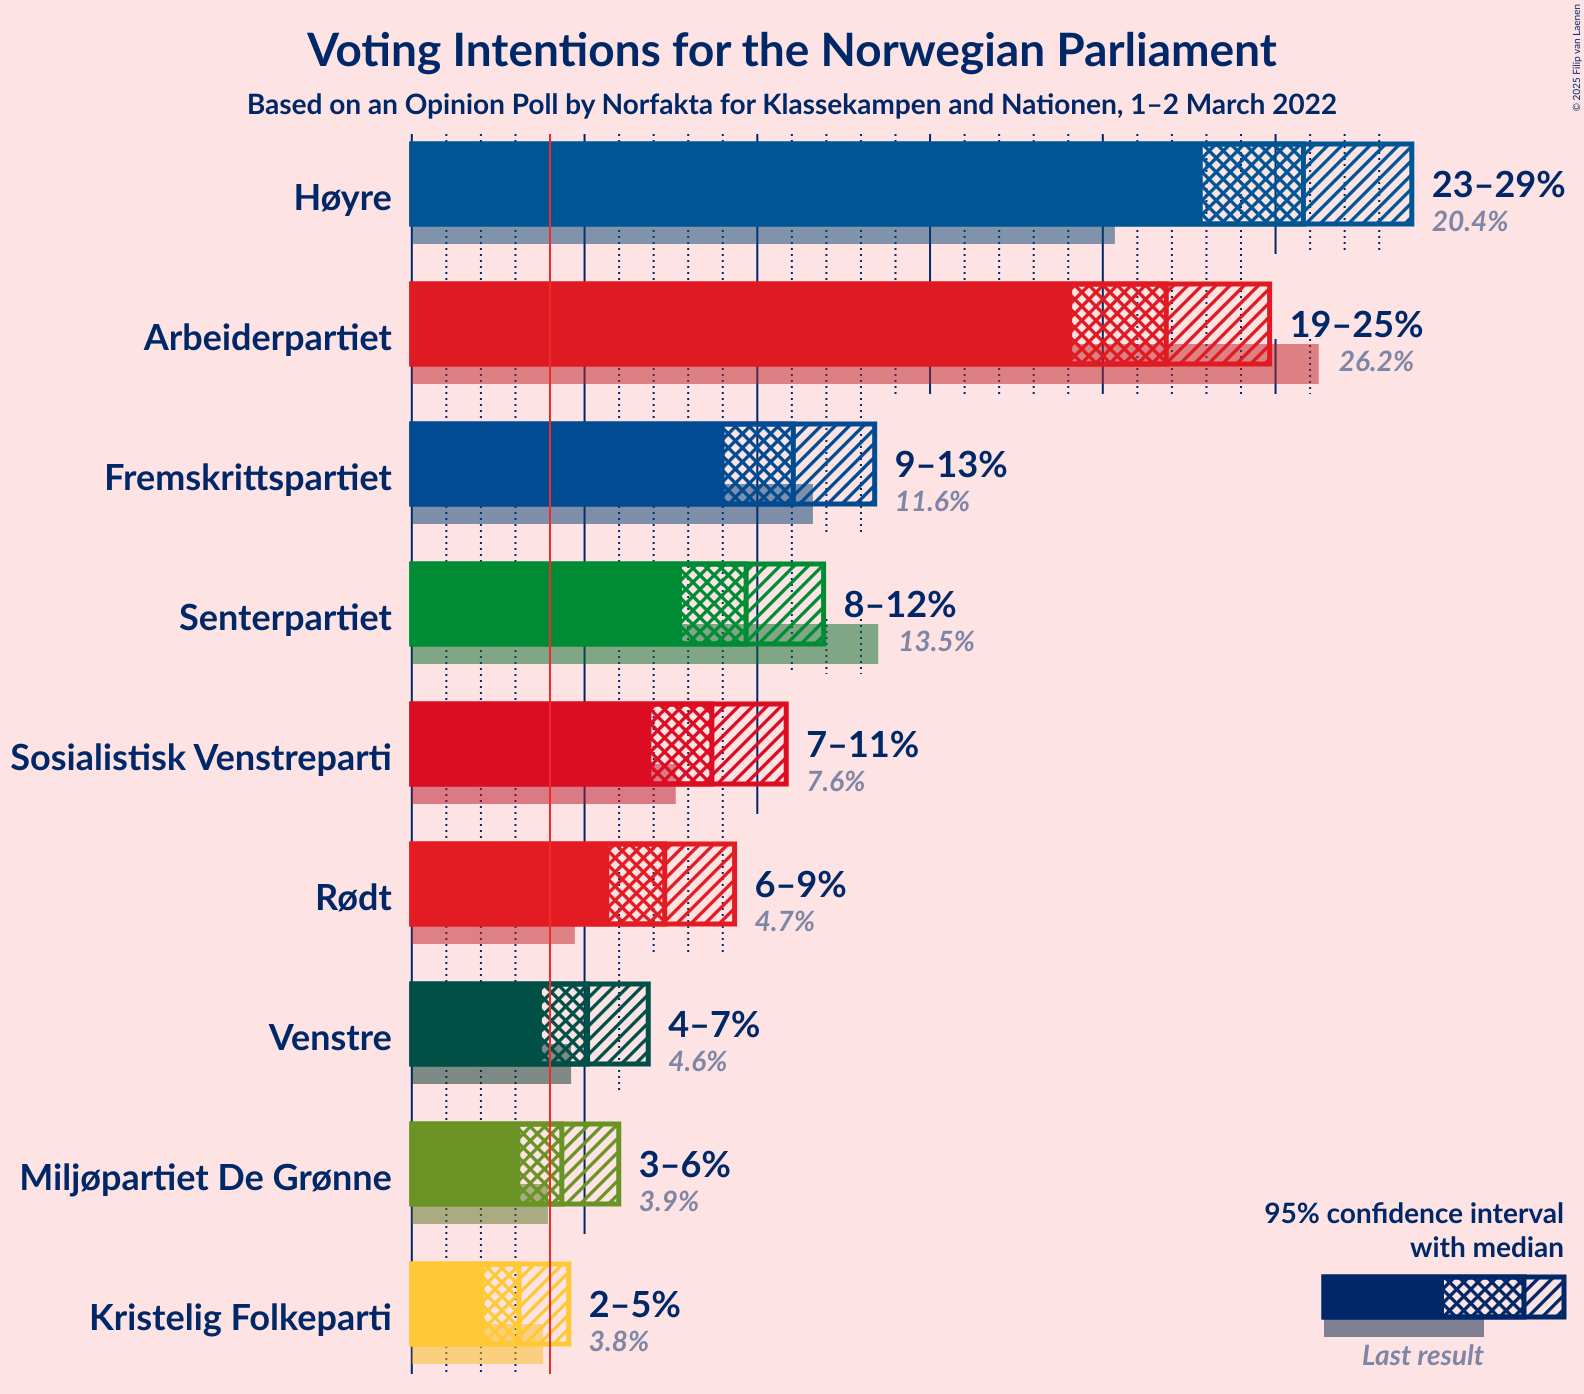 Voting Intentions for the Norwegian Parliament
Based on an Opinion Poll by Norfakta for Klassekampen and Nationen, 1–2 March 2022
© 2025 Filip van Laenen
Høyre
23–29%
20.4%
Arbeiderpartiet
19–25%
26.2%
Fremskrittspartiet
9–13%
11.6%
Senterpartiet
8–12%
13.5%
Sosialistisk Venstreparti
7–11%
7.6%
Rødt
6–9%
4.7%
Venstre
4–7%
4.6%
Miljøpartiet De Grønne
3–6%
3.9%
Kristelig Folkeparti
2–5%
3.8%
95% confidence interval
with median
Last result